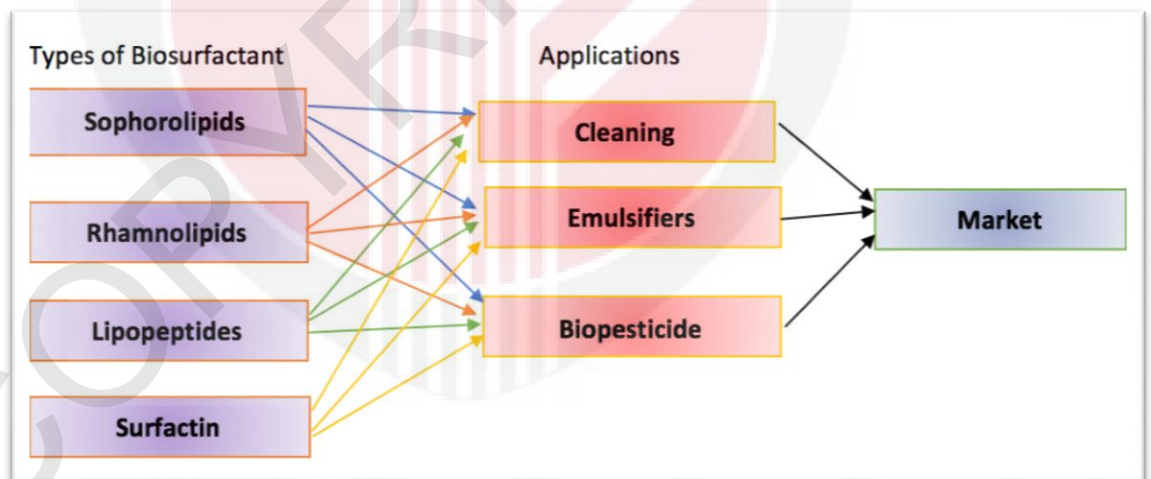 Types of Biosurfactant
Applications
Sophorolipids
Cleaning
Rhamnolipids
Emulsifiers
Market
Lipopeptides
Biopesticide
Surfactin